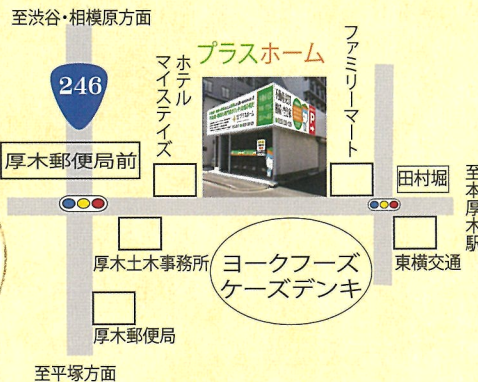 至渋谷・相模原方面
246
ホテル
マイステイズ
プラスホーム
ファミリーマート
P
厚木郵便局前
田村堀
至本厚木駅
厚木土木事務所
ヨークフーズ
ケーズデンキ
東横交通
厚木郵便局
至平塚方面